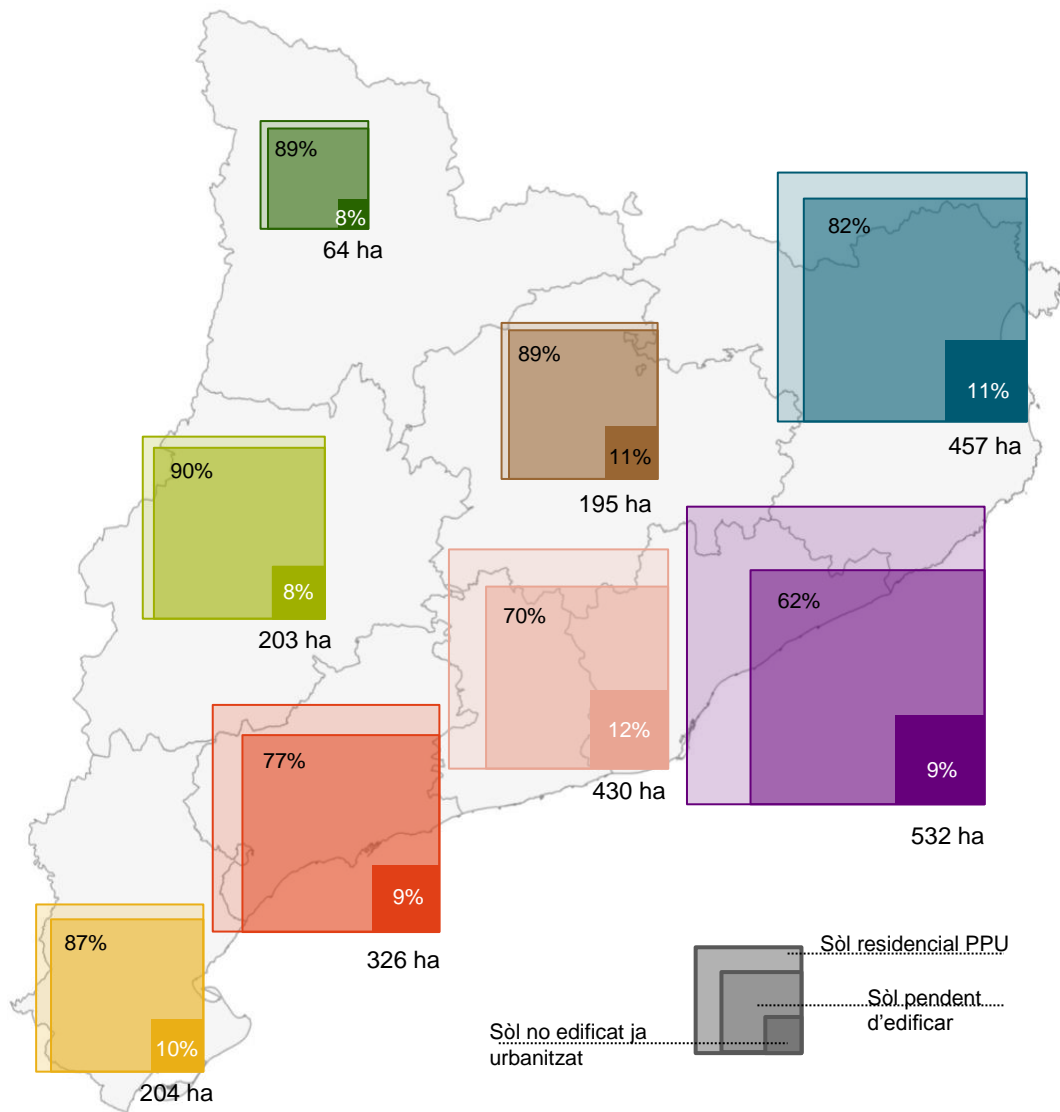 89%
8%
64 ha
82%
11%
457 ha
89%
11%
195 ha
90%
8%
203 ha
70%
12%
430 ha
62%
9%
532 ha
77%
9%
326 ha
87%
10%
204 ha
Sòl residencial PPU
Sòl pendent
d’edificar
Sòl no edificat ja
urbanitzat